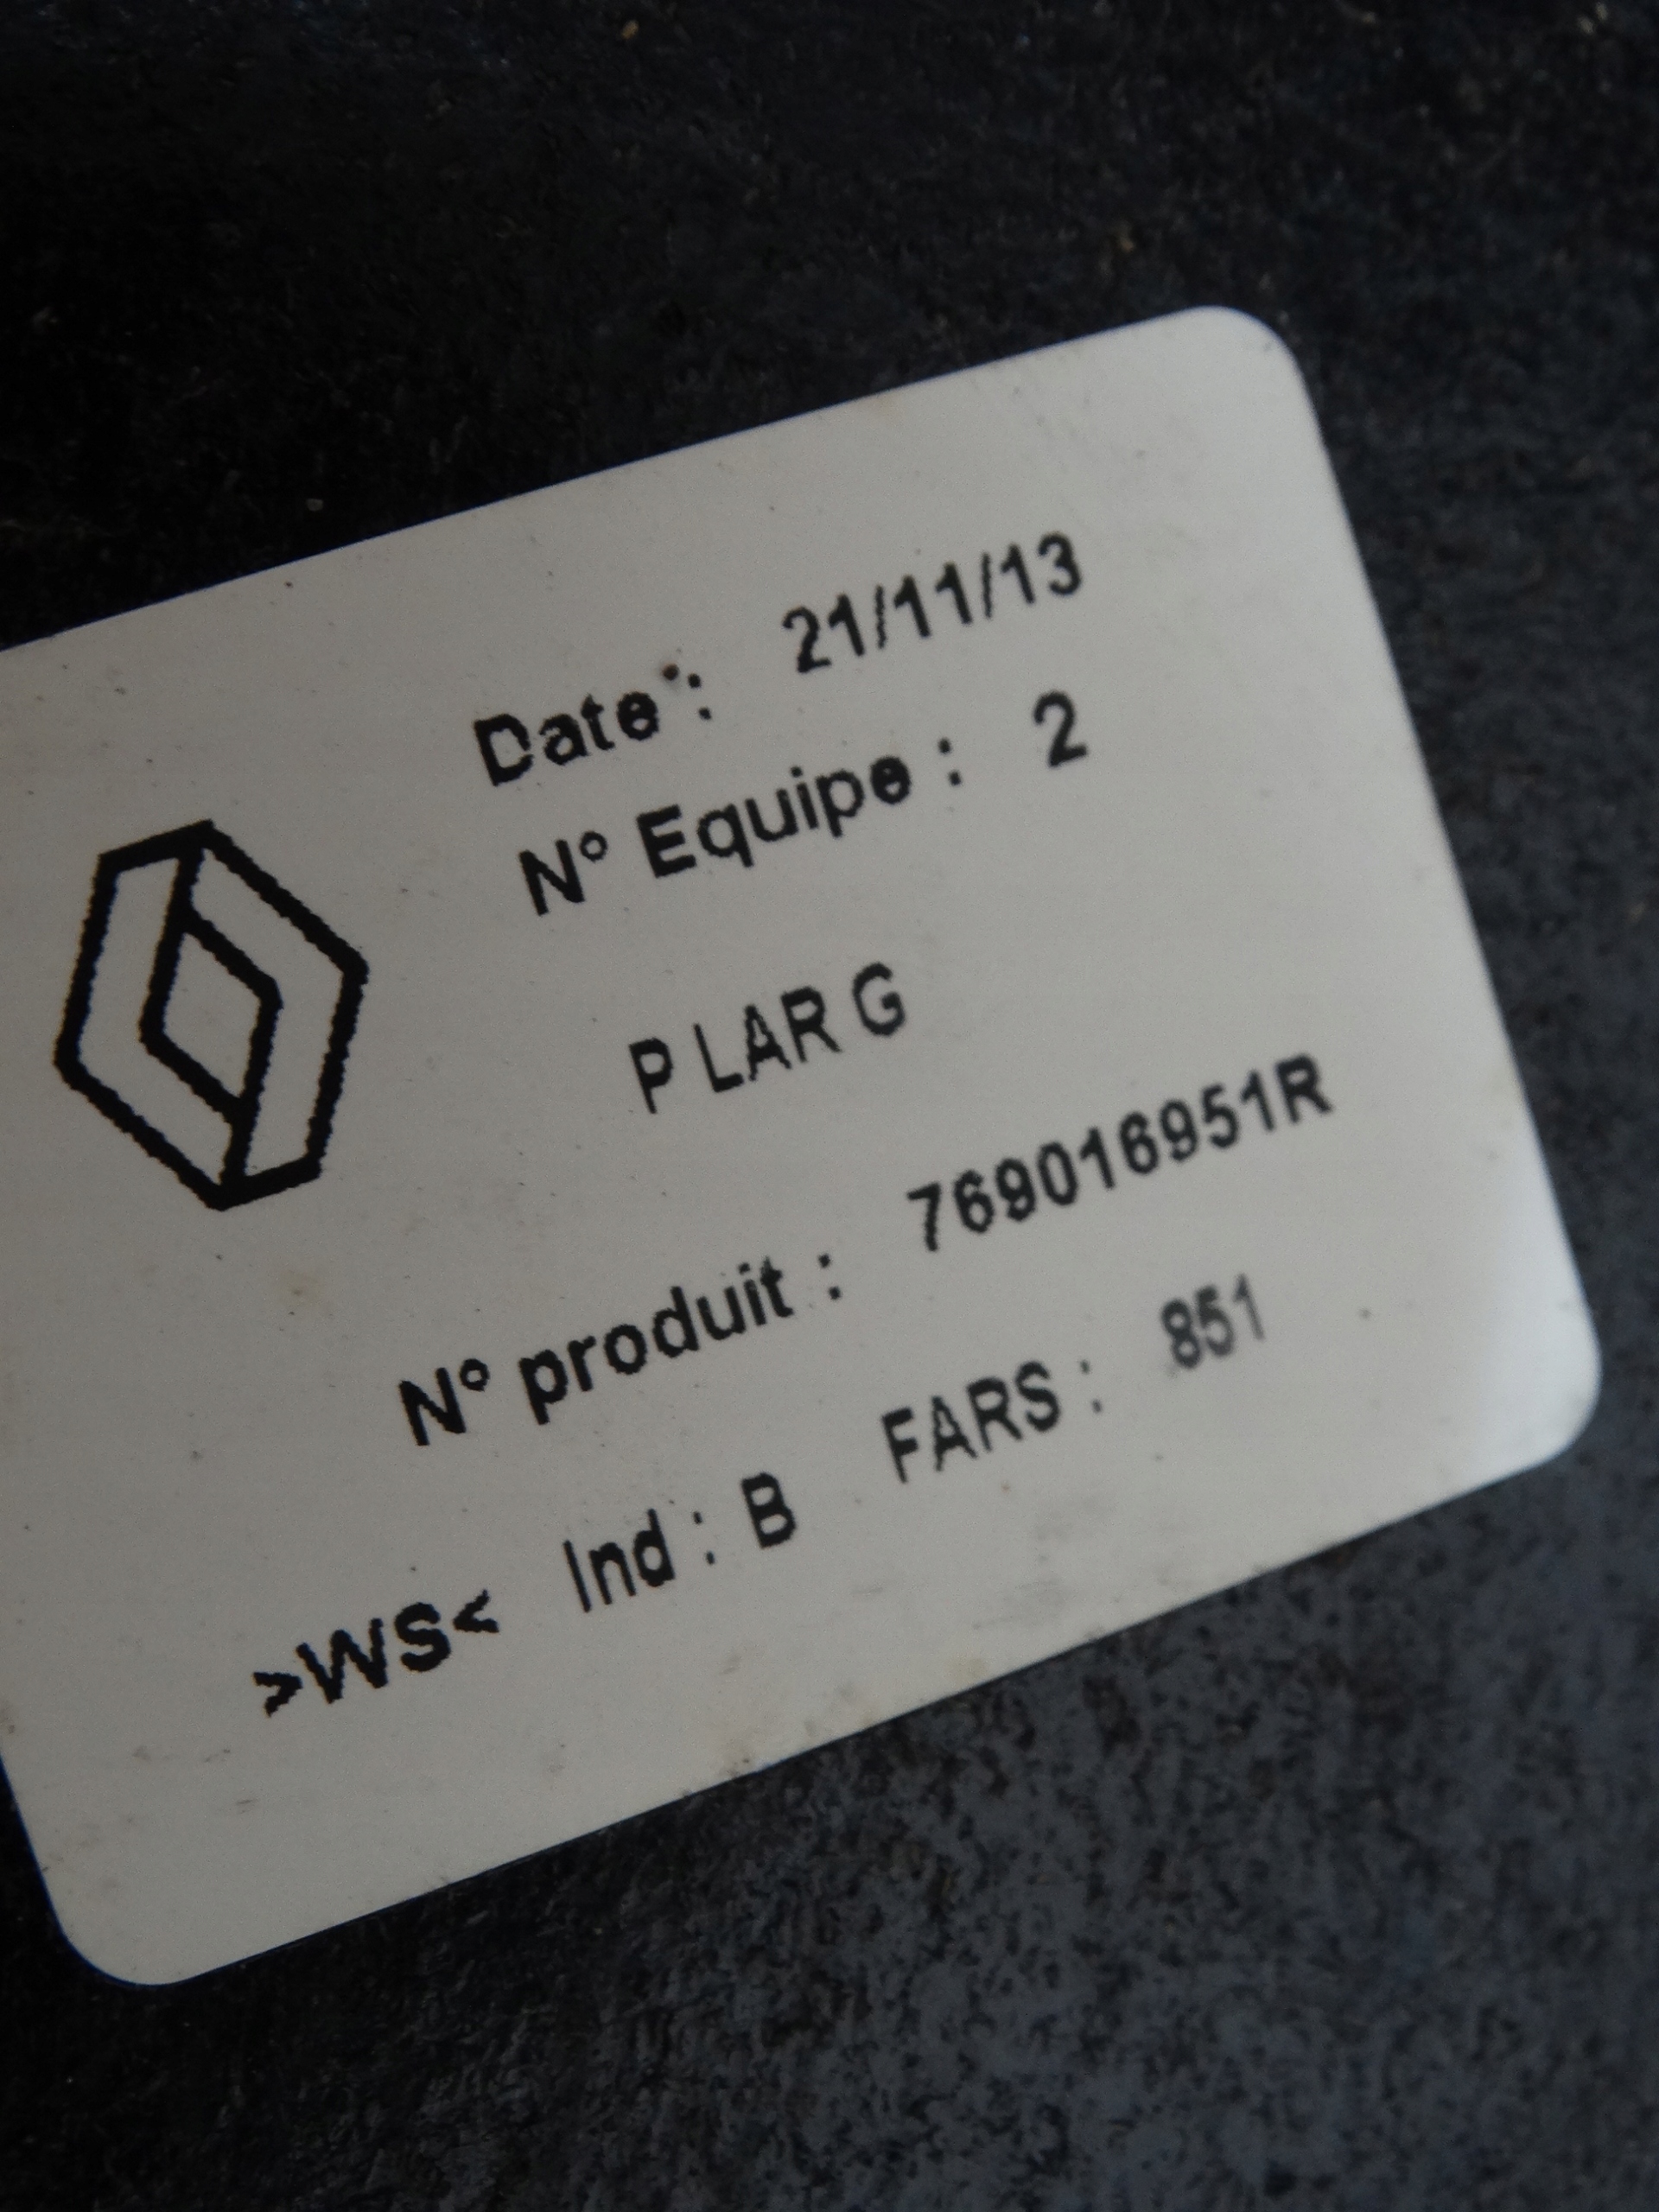 Date : 21/11/13
N° Equipe : 2
P LAR G
N° produit : 769016951R
>WS< Ind : B FARS : 851